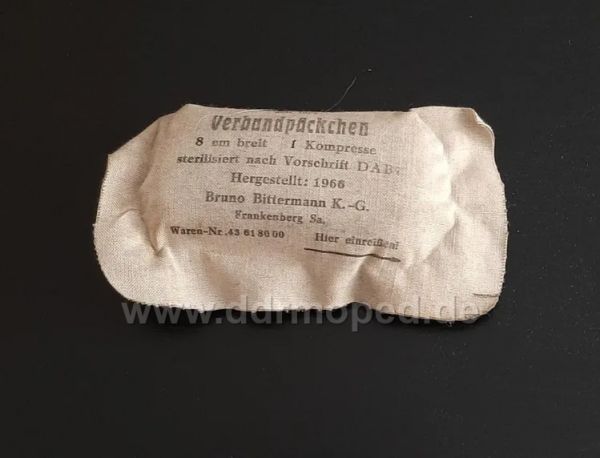 Verbandpäckchen
8 cm breit 1 Kompresse
sterilisiert nach Vorschrift DAB.
Hergestellt: 1966
Bruno Bittermann K.-G.
Frankenberg Sa.
Waren-Nr. 43 61 80 00 Hier einreißen!
www.ddrmoped.de